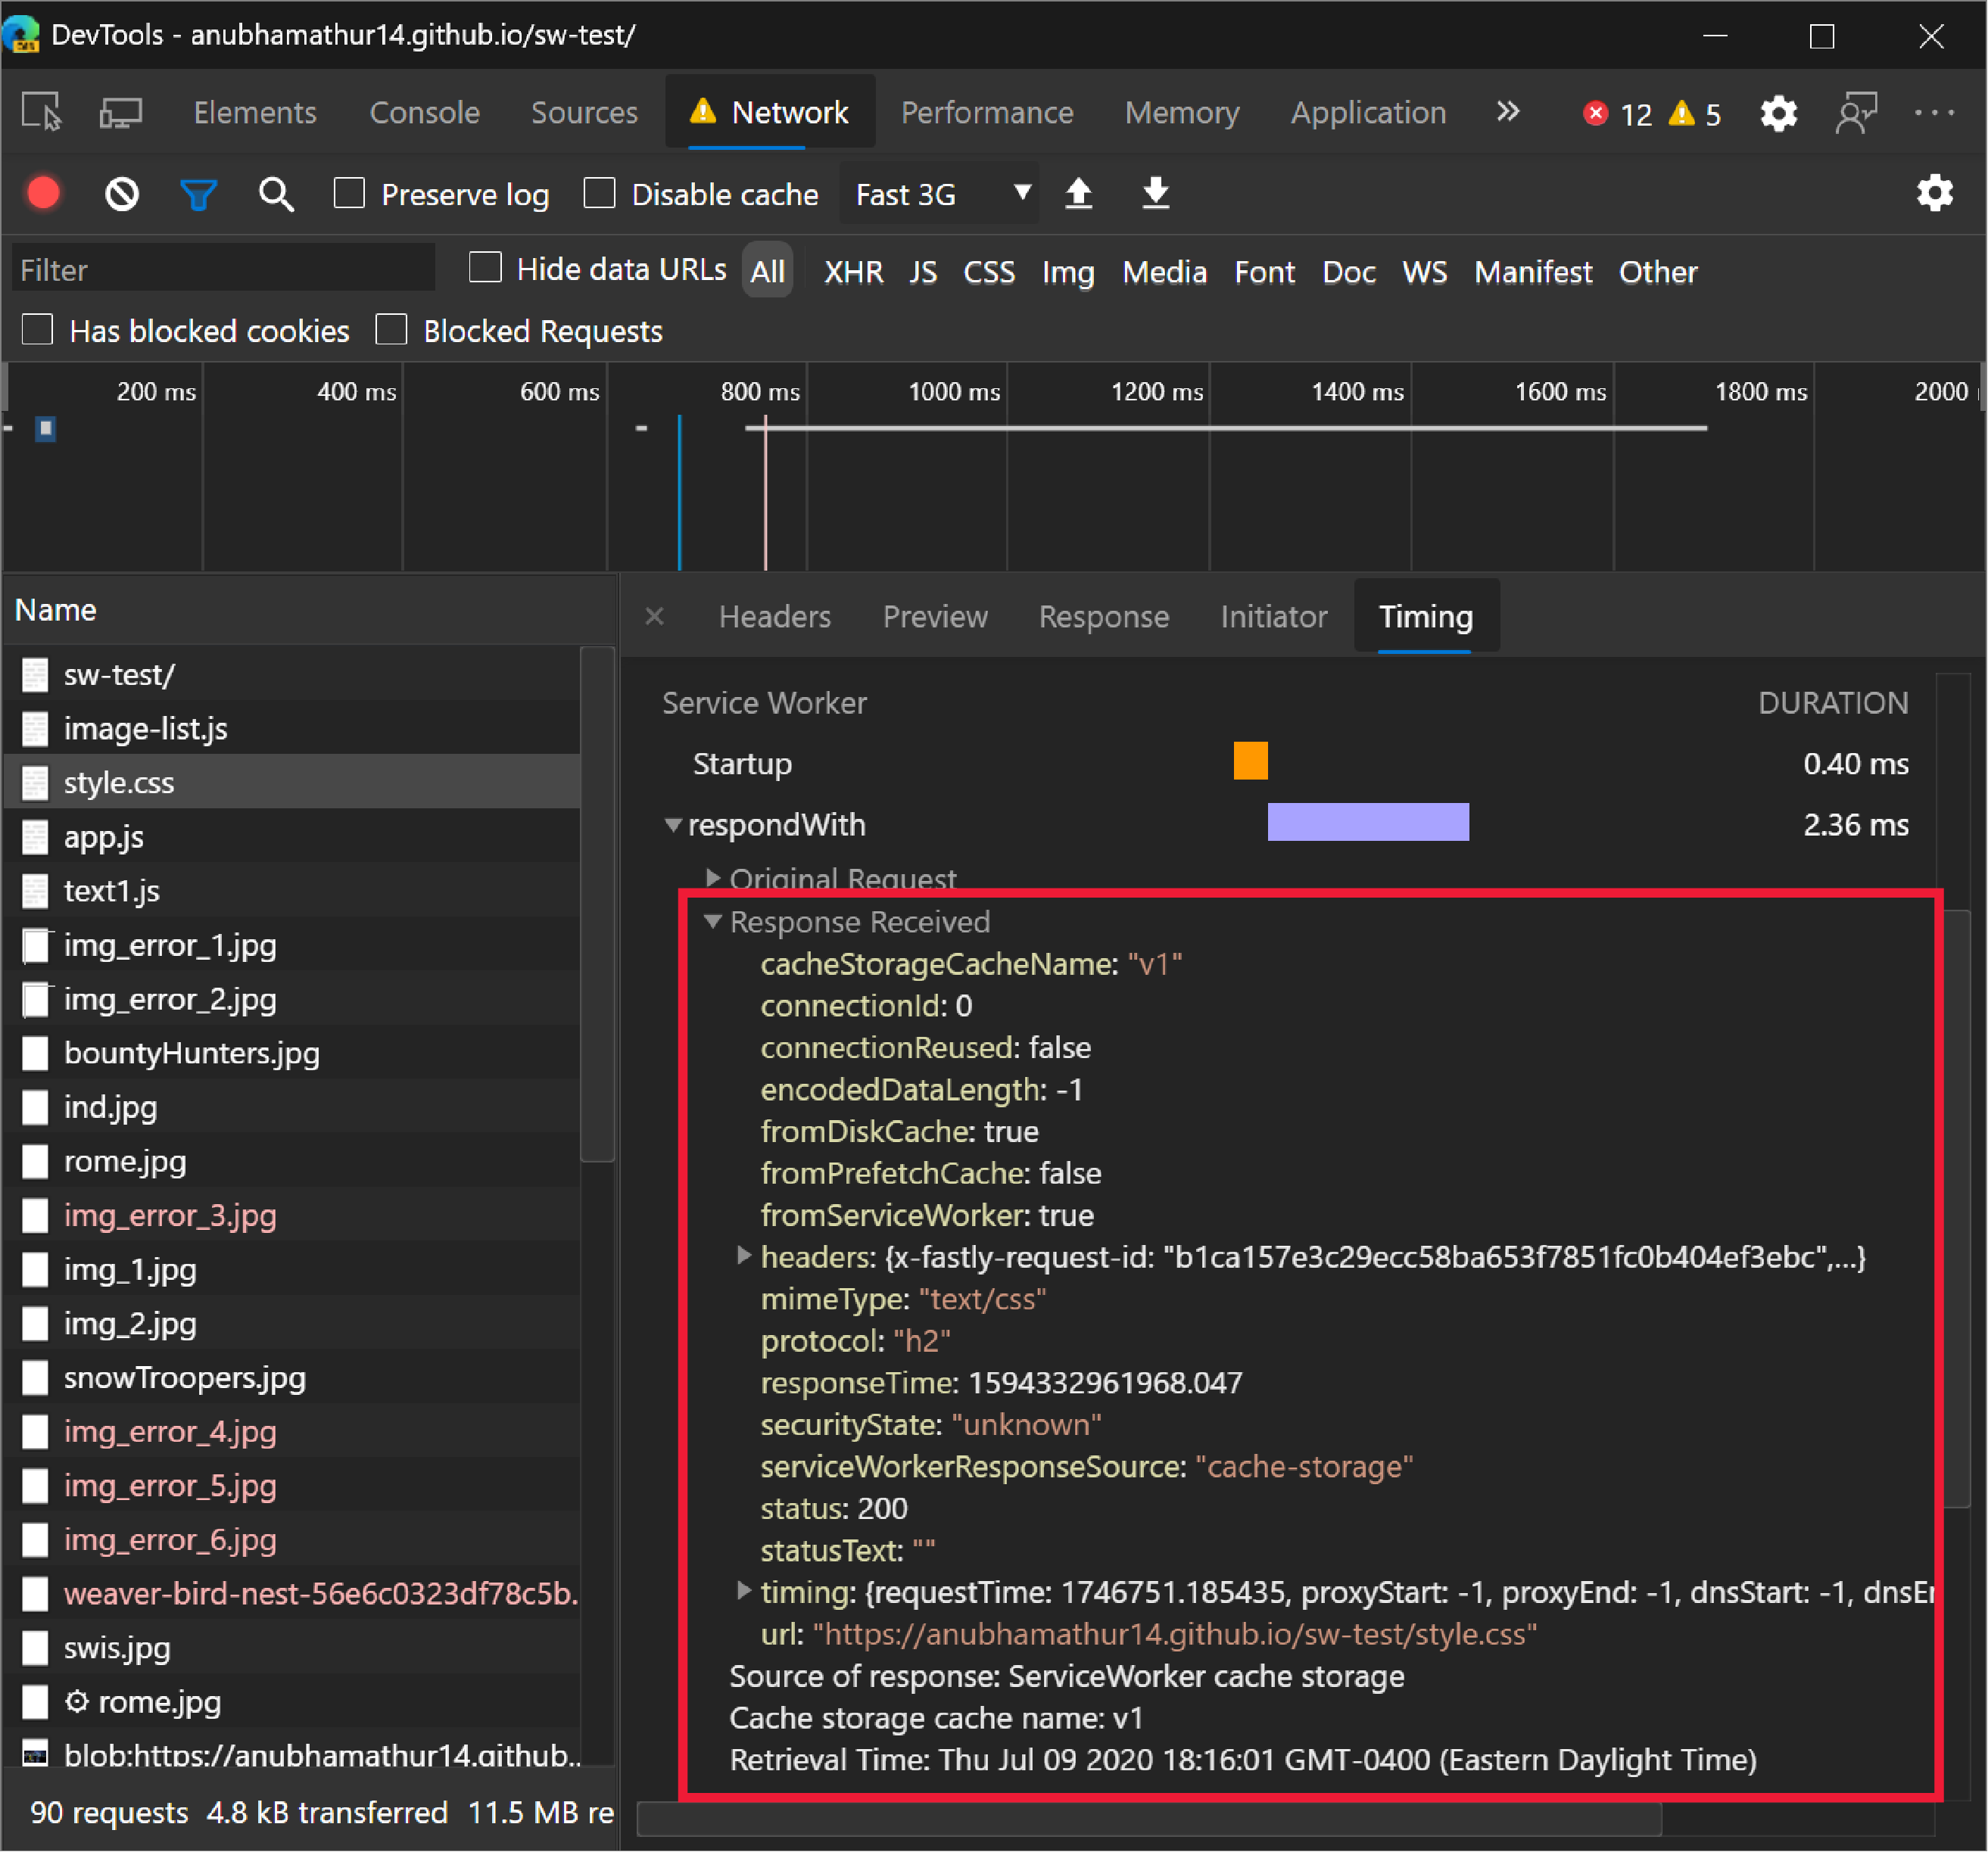 DevTools - anubhamathur14.github.io/sw-test/
Elements Console Sources Network Performance Memory Application 12 5
Preserve log Disable cache Fast 3G
Filter Hide data URLs All XHR JS CSS Img Media Font Doc WS Manifest Other
Has blocked cookies Blocked Requests
200 ms 400 ms 600 ms 800 ms 1000 ms 1200 ms 1400 ms 1600 ms 1800 ms 2000
Name
sw-test/
image-list.js
style.css
app.js
text1.js
img_error_1.jpg
img_error_2.jpg
bountyHunters.jpg
ind.jpg
rome.jpg
img_error_3.jpg
img_1.jpg
img_2.jpg
snowTroopers.jpg
img_error_4.jpg
img_error_5.jpg
img_error_6.jpg
weaver-bird-nest-56e6c0323df78c5b.
swis.jpg
rome.jpg
blob:https://anubhamathur14.github...
90 requests 4.8 kB transferred 11.5 MB re
Headers Preview Response Initiator Timing
Service Worker DURATION
Startup 0.40 ms
respondWith 2.36 ms
Original Request
Response Received
cacheStorageCacheName: "v1"
connectionId: 0
connectionReused: false
encodedDataLength: -1
fromDiskCache: true
fromPrefetchCache: false
fromServiceWorker: true
headers: {x-fastly-request-id: "b1ca157e3c29ecc58ba653f7851fc0b404ef3ebc",...}
mimeType: "text/css"
protocol: "h2"
responseTime: 1594332961968.047
securityState: "unknown"
serviceWorkerResponseSource: "cache-storage"
status: 200
statusText: ""
timing: {requestTime: 1746751.185435, proxyStart: -1, proxyEnd: -1, dnsStart: -1, dnsEn
url: "https://anubhamathur14.github.io/sw-test/style.css"
Source of response: ServiceWorker cache storage
Cache storage cache name: v1
Retrieval Time: Thu Jul 09 2020 18:16:01 GMT-0400 (Eastern Daylight Time)